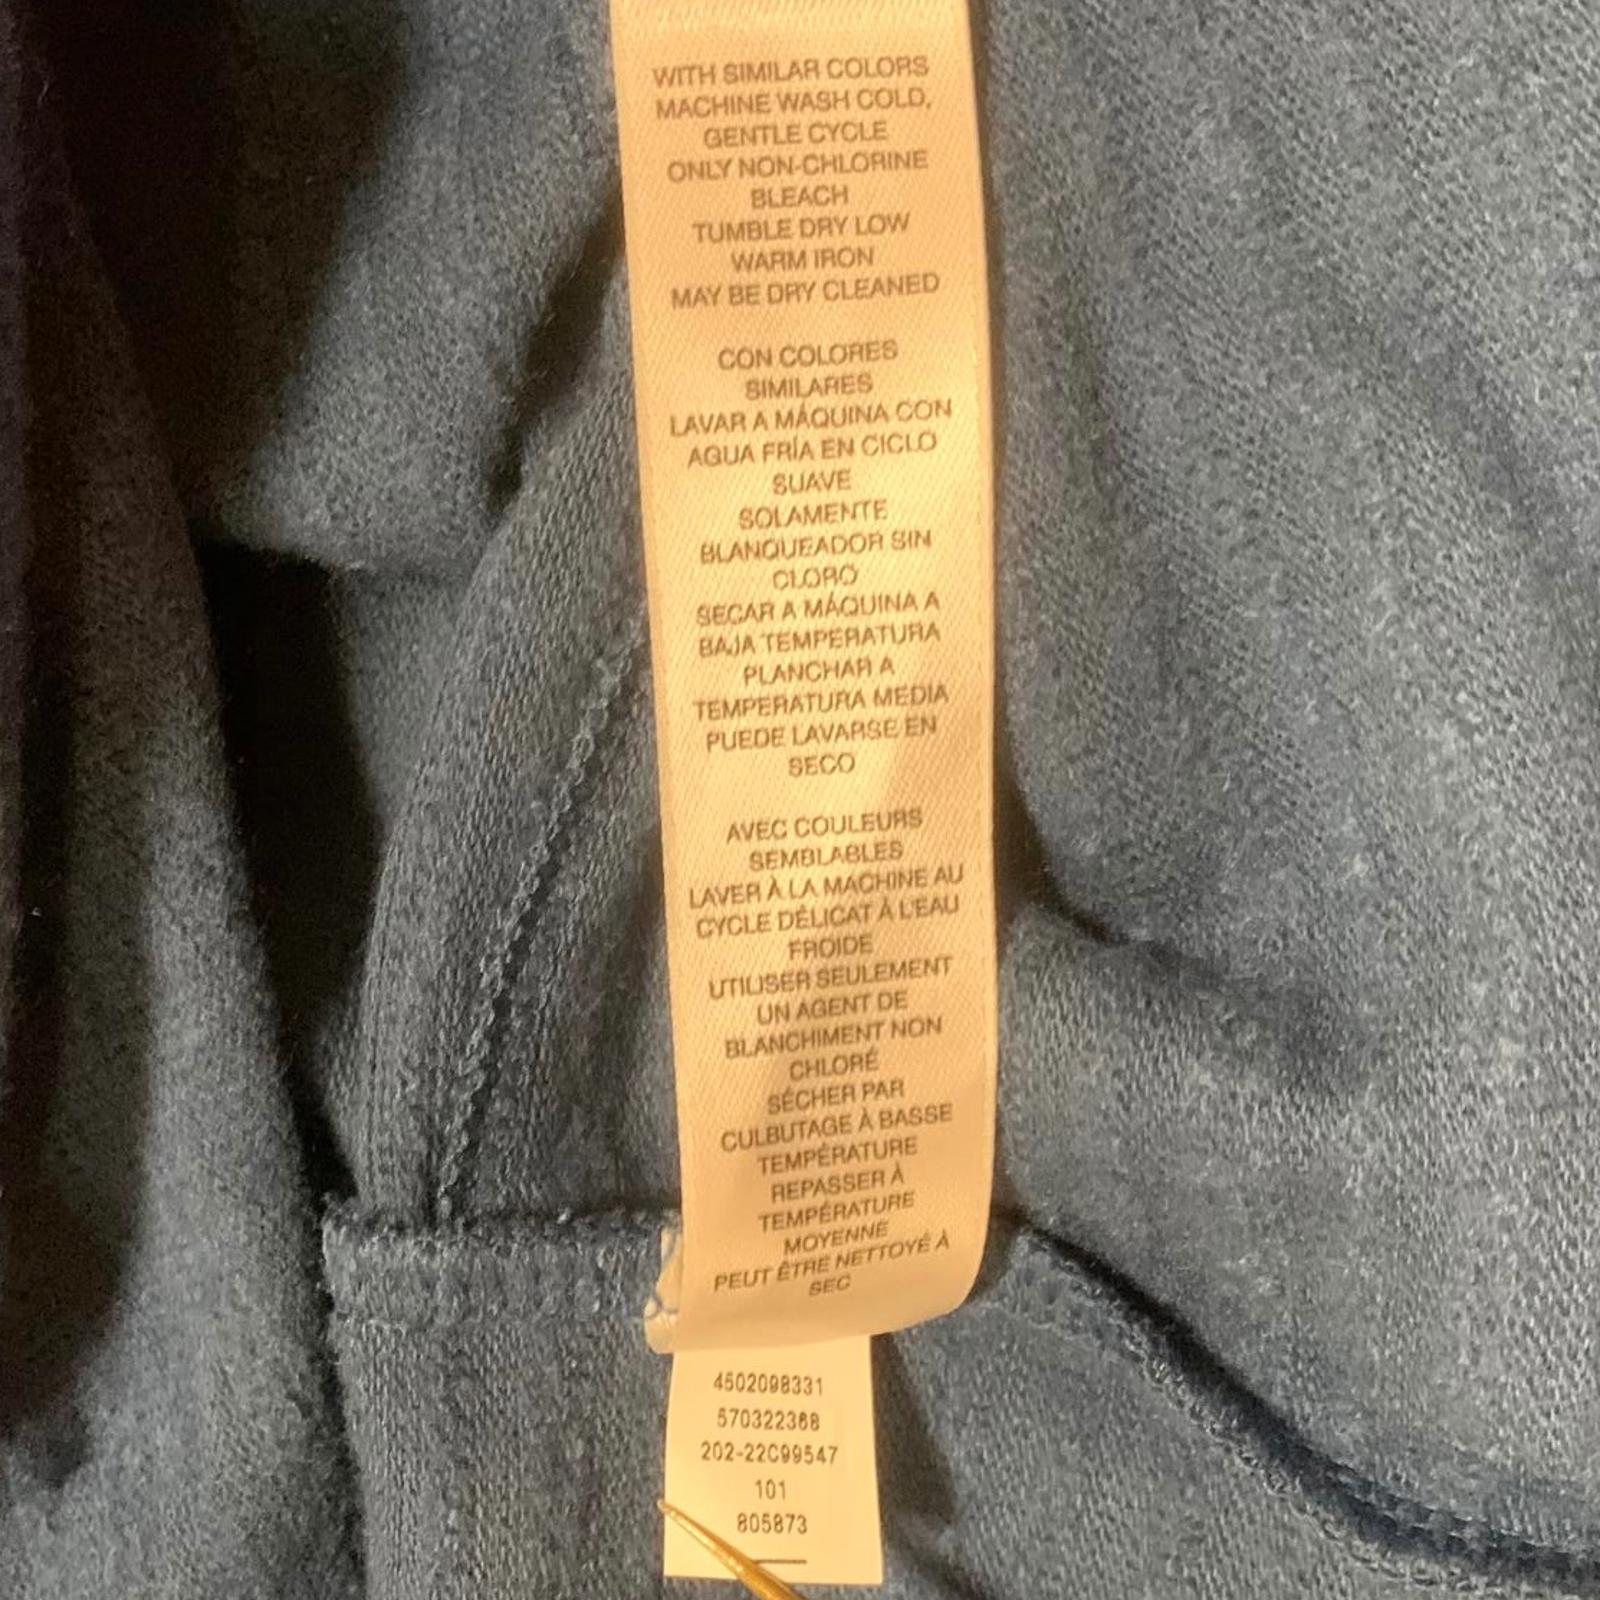 WITH SIMILAR COLORS
MACHINE WASH COLD,
GENTLE CYCLE
ONLY NON-CHLORINE
BLEACH
TUMBLE DRY LOW
WARM IRON
MAY BE DRY CLEANED
CON COLORES
SIMILARES
LAVAR A MÁQUINA CON
AGUA FRÍA EN CICLO
SUAVE
SOLAMENTE
BLANQUEADOR SIN
CLORO
SECAR A MÁQUINA A
BAJA TEMPERATURA
PLANCHAR A
TEMPERATURA MEDIA
PUEDE LAVARSE EN
SECO
AVEC COULEURS
SEMBLABLES
LAVER À LA MACHINE AU
CYCLE DÉLICAT À L'EAU
FROIDE
UTILISER SEULEMENT
UN AGENT DE
BLANCHIMENT NON
CHLORÉ
SÉCHER PAR
CULBUTAGE À BASSE
TEMPÉRATURE
REPASSER À
TEMPÉRATURE
MOYENNE
PEUT ÊTRE NETTOYÉ À
SEC
4502098331
570322368
202-22C99547
101
805873